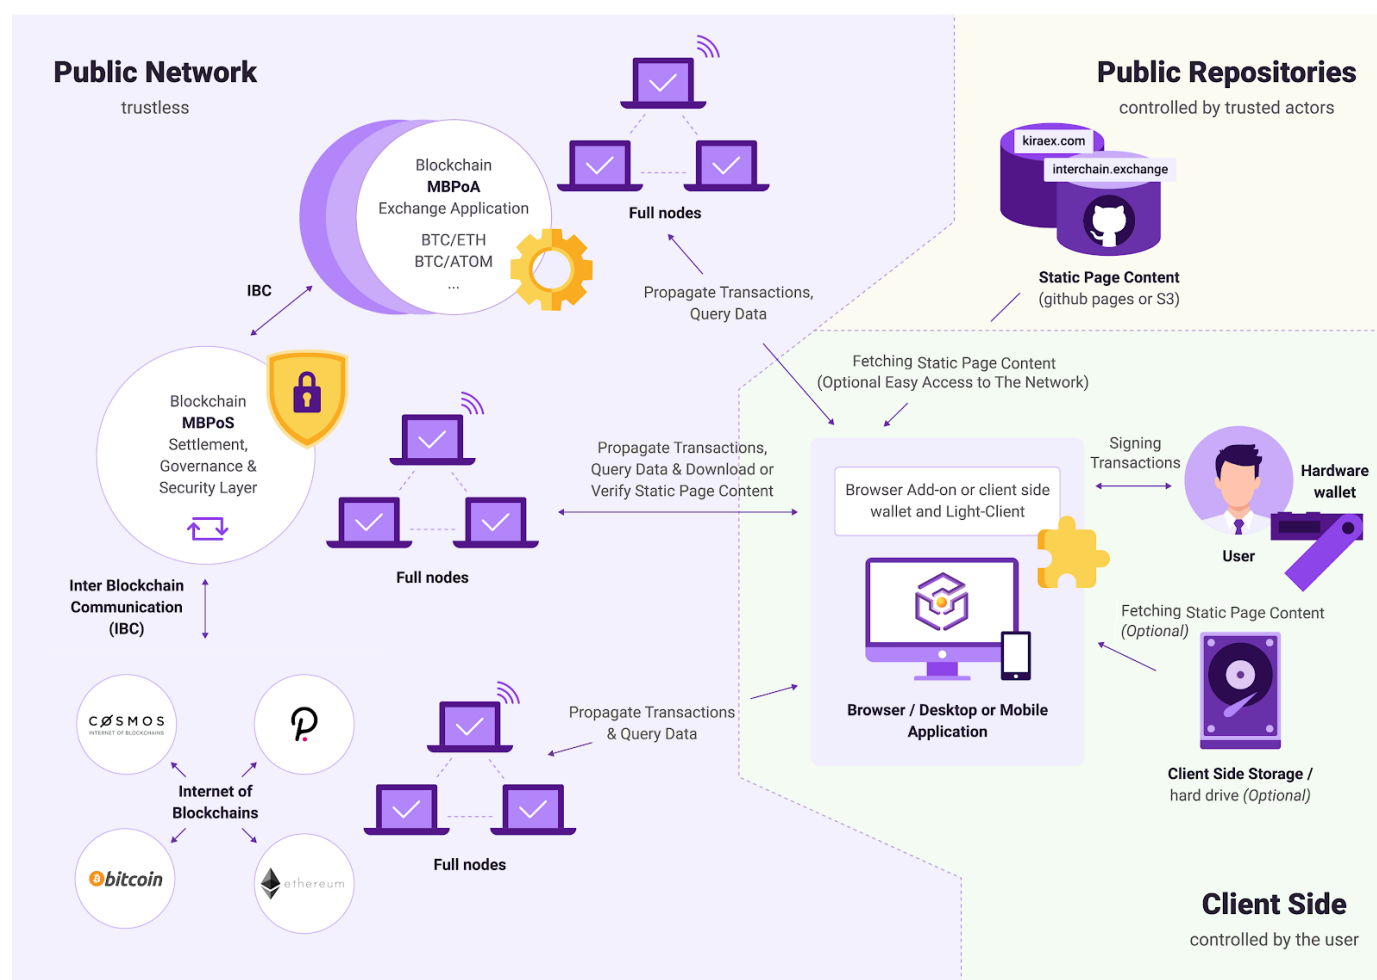 Public Network
trustless
Blockchain
MBPoA
Exchange Application
BTC/ETH
BTC/ATOM
...
Full nodes
IBC
Propagate Transactions,
Query Data
Public Repositories
controlled by trusted actors
kiraex.com
interchain.exchange
Static Page Content
(github pages or S3)
Fetching Static Page Content
(Optional Easy Access to The Network)
Blockchain
MBPoS
Settlement,
Governance &
Security Layer
Full nodes
Propagate Transactions,
Query Data & Download or
Verify Static Page Content
Browser Add-on or client side
wallet and Light-Client
Browser / Desktop or Mobile
Application
Signing
Transactions
User
Hardware
wallet
Fetching Static Page Content
(Optional)
Client Side Storage /
hard drive (Optional)
Inter Blockchain
Communication
(IBC)
COSMOS
INTERNET OF BLOCKCHAINS
Internet of
Blockchains
bitcoin
ethereum
Full nodes
Propagate Transactions
& Query Data
Client Side
controlled by the user